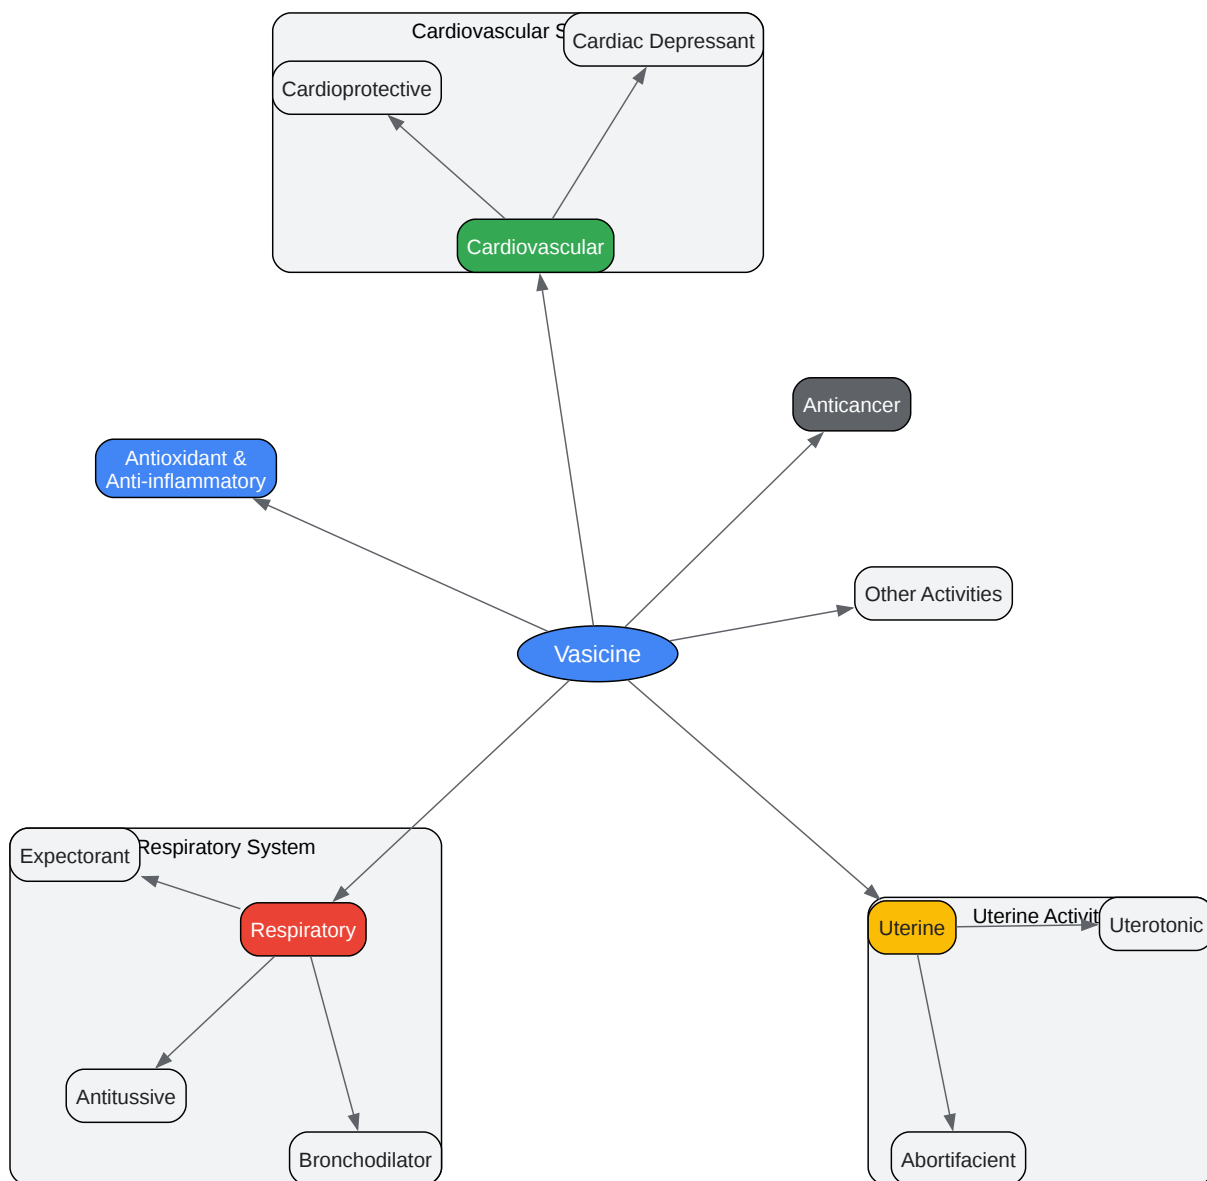 Cardiovascular
Cardiac Depressant
Cardioprotective
Cardiovascular
Anticancer
Antioxidant &
Anti-inflammatory
Other Activities
Vasicine
Respiratory System
Expectorant
Respiratory
Uterine
Uterine
Uterotonic
Antitussive
Bronchodilator
Abortifacient